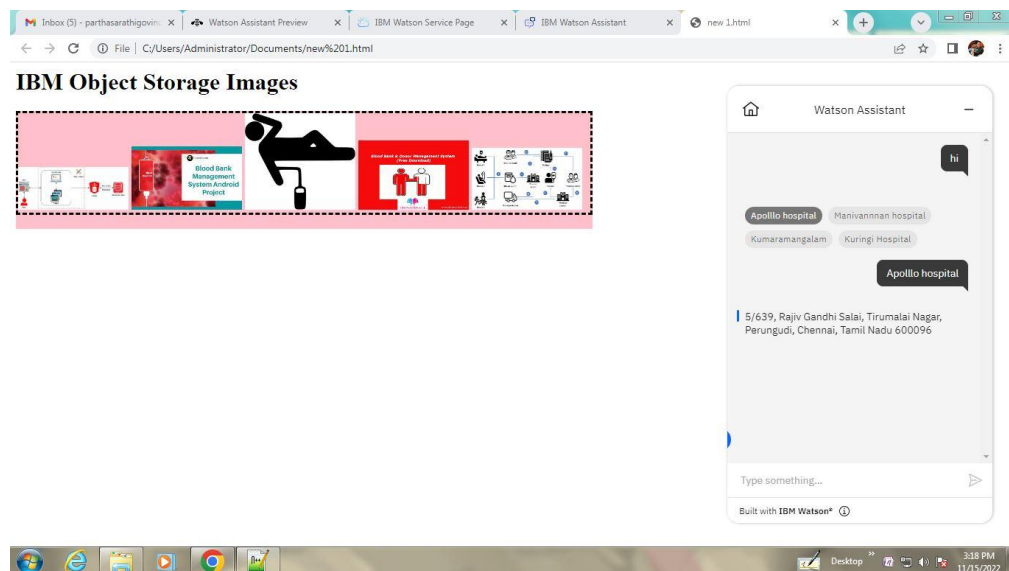 Inbox (5) - parthasarathigovin
Watson Assistant Preview
IBM Watson Service Page
IBM Watson Assistant
new 1.html
File | C:/Users/Administrator/Documents/new%201.html
IBM Object Storage Images
Blood Bank
Management
System Android
Project
Blood Bank & Donor Management System
(Free Download)
Watson Assistant
hi
Apolllo hospital
Manivannnan hospital
Kumaramangalam
Kuringi Hospital
Apolllo hospital
5/639, Rajiv Gandhi Salai, Tirumalai Nagar,
Perungudi, Chennai, Tamil Nadu 600096
Type something...
Built with IBM Watson®
Desktop
3:18 PM
11/15/2022